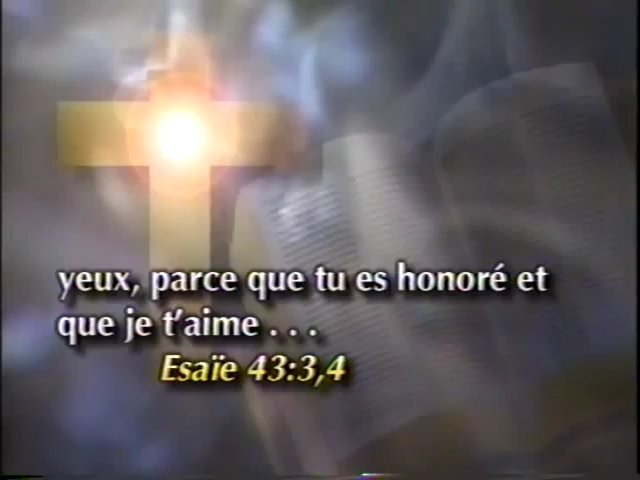 yeux, parce que tu es honoré et
que je t'aime . . .
Esaïe 43:3,4